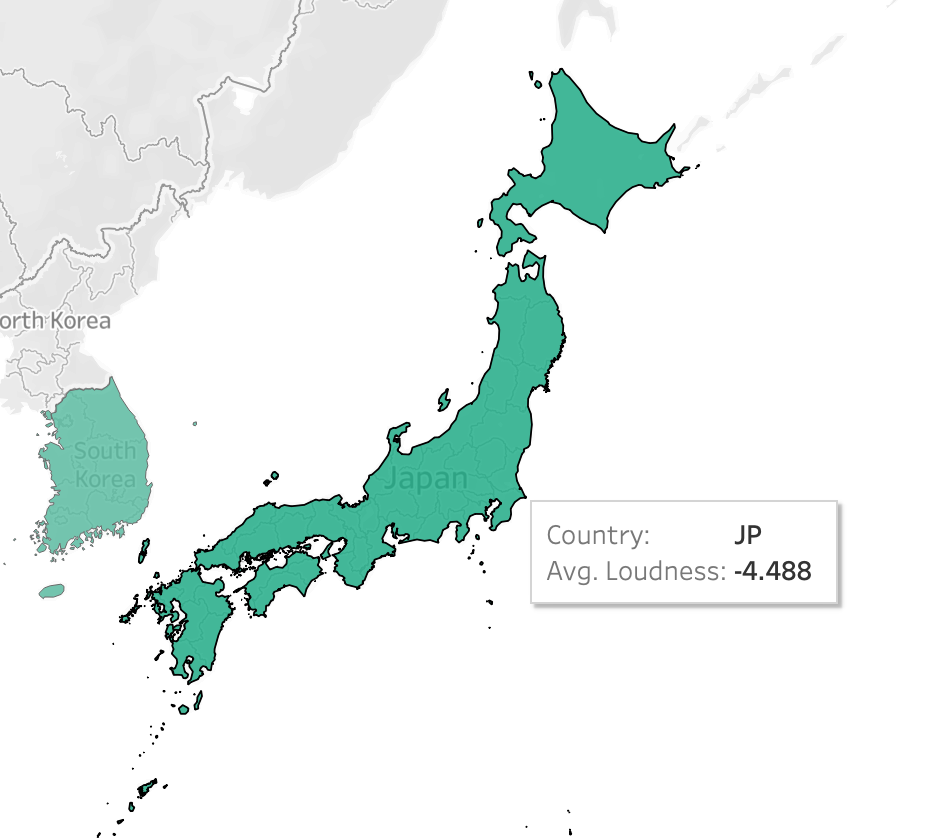 orth Korea
South
Korea
Japan
Country: JP
Avg. Loudness: -4.488